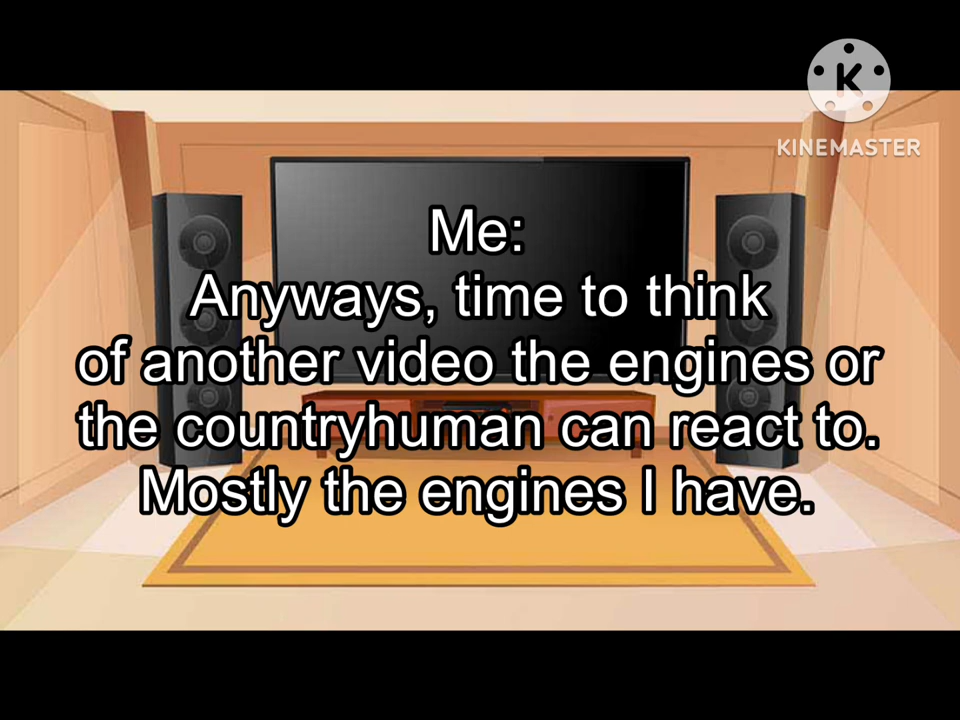 KINEMASTER
Me:
Anyways, time to think
of another video the engines or
the countryhuman can react to.
Mostly the engines I have.